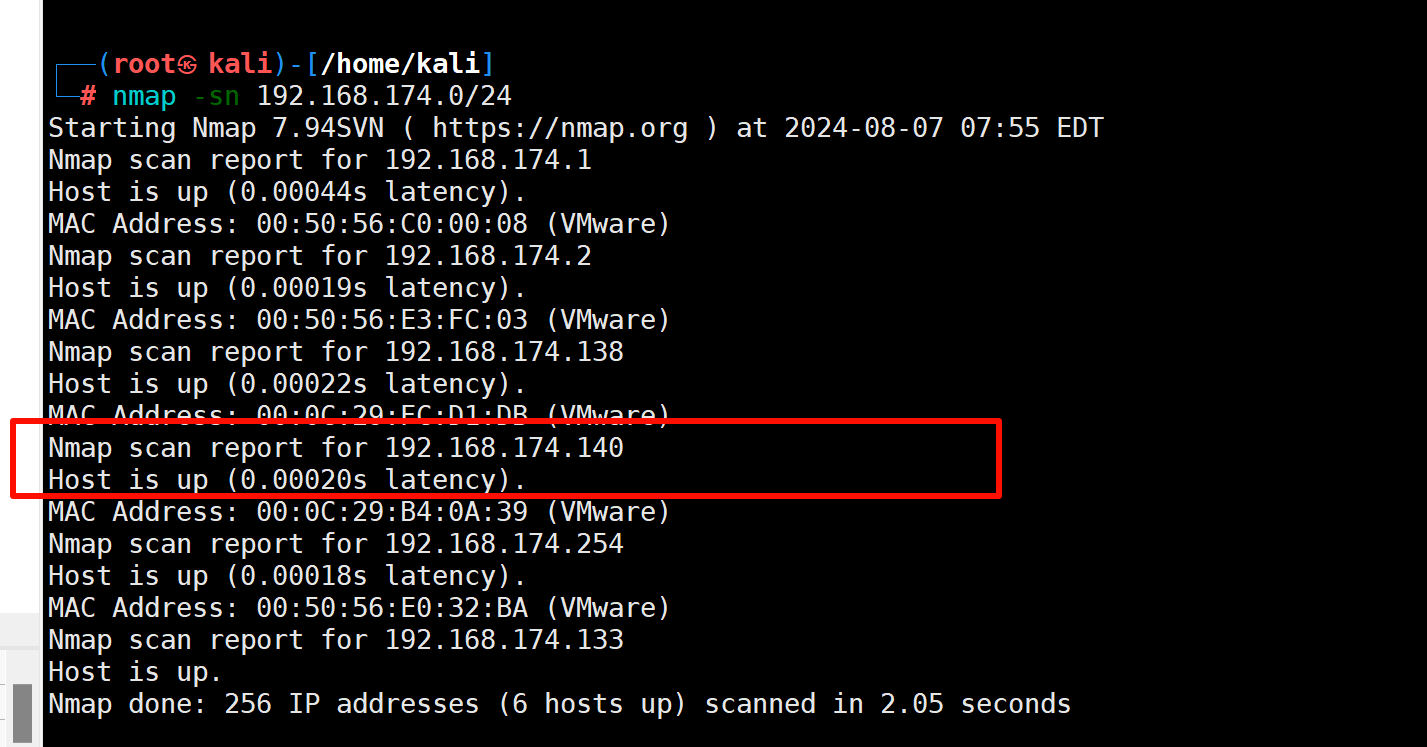 (root㉿ kali)-[/home/kali]
# nmap -sn 192.168.174.0/24
Starting Nmap 7.94SVN ( https://nmap.org ) at 2024-08-07 07:55 EDT
Nmap scan report for 192.168.174.1
Host is up (0.00044s latency).
MAC Address: 00:50:56:C0:00:08 (VMware)
Nmap scan report for 192.168.174.2
Host is up (0.00019s latency).
MAC Address: 00:50:56:E3:FC:03 (VMware)
Nmap scan report for 192.168.174.138
Host is up (0.00022s latency).
MAC Address: (VMware)
Nmap scan report for 192.168.174.140
Host is up (0.00020s latency).
MAC Address: 00:0C:29:B4:0A:39 (VMware)
Nmap scan report for 192.168.174.254
Host is up (0.00018s latency).
MAC Address: 00:50:56:E0:32:BA (VMware)
Nmap scan report for 192.168.174.133
Host is up.
Nmap done: 256 IP addresses (6 hosts up) scanned in 2.05 seconds